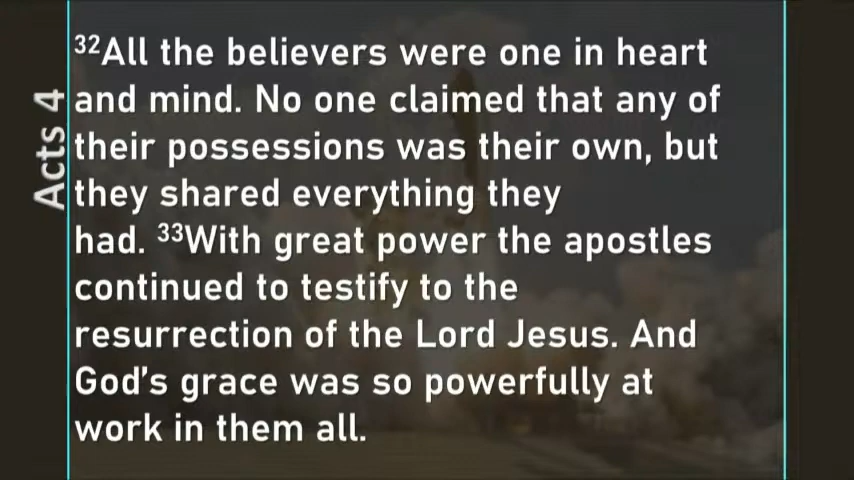 Acts 4
³²All the believers were one in heart
and mind. No one claimed that any of
their possessions was their own, but
they shared everything they
had. ³³With great power the apostles
continued to testify to the
resurrection of the Lord Jesus. And
God's grace was so powerfully at
work in them all.